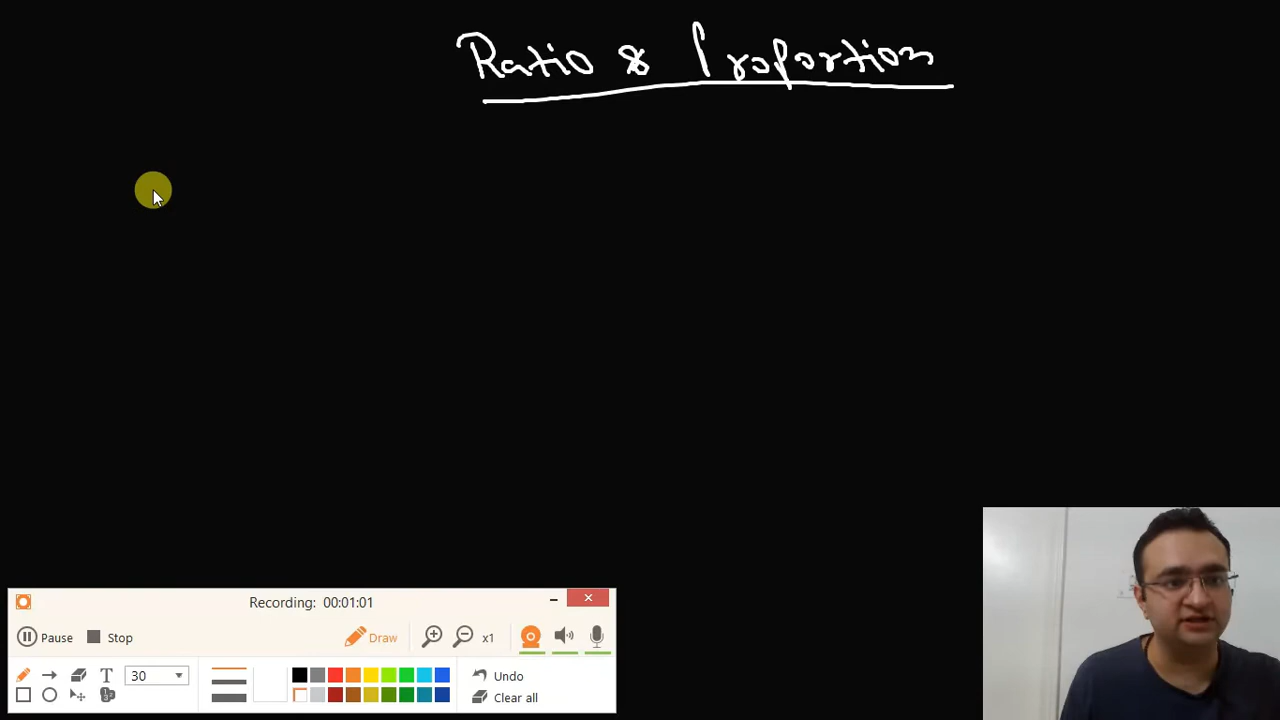 Ratio & Proportion
Recording: 00:01:01
Pause Stop Draw x1
T 30 Undo
Clear all